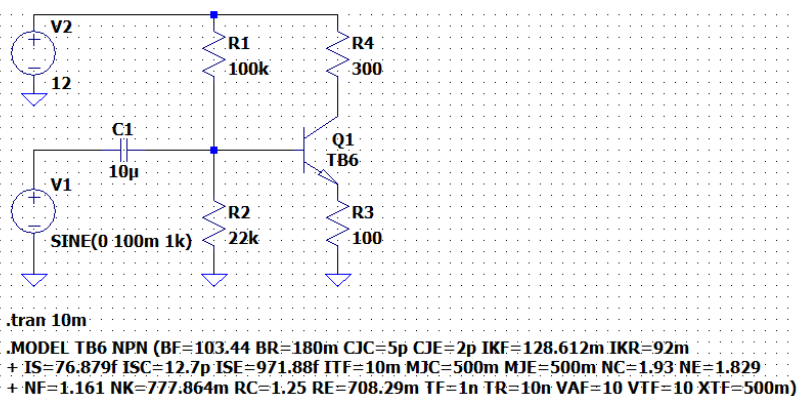 V2
R1
R4
100k
300
12
C1
Q1
TB6
10µ
V1
R2
R3
SINE(0 100m 1k)
22k
100
.tran 10m
.MODEL TB6 NPN (BF=103.44 BR=180m CJC=5p CJE=2p IKF=128.612m IKR=92m
+ IS=76.879f ISC=12.7p ISE=971.88f ITF=10m MJC=500m MJE=500m NC=1.93 NE=1.829
+ NF=1.161 NK=777.864m RC=1.25 RE=708.29m TF=1n TR=10n VAF=10 VTF=10 XTF=500m)